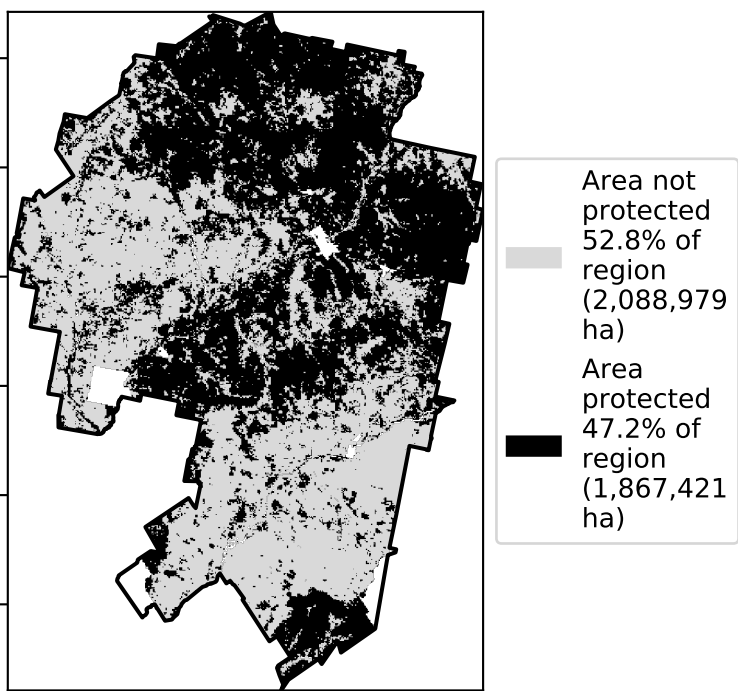 Area not
protected
52.8% of
region
(2,088,979
ha)
Area
protected
47.2% of
region
(1,867,421
ha)